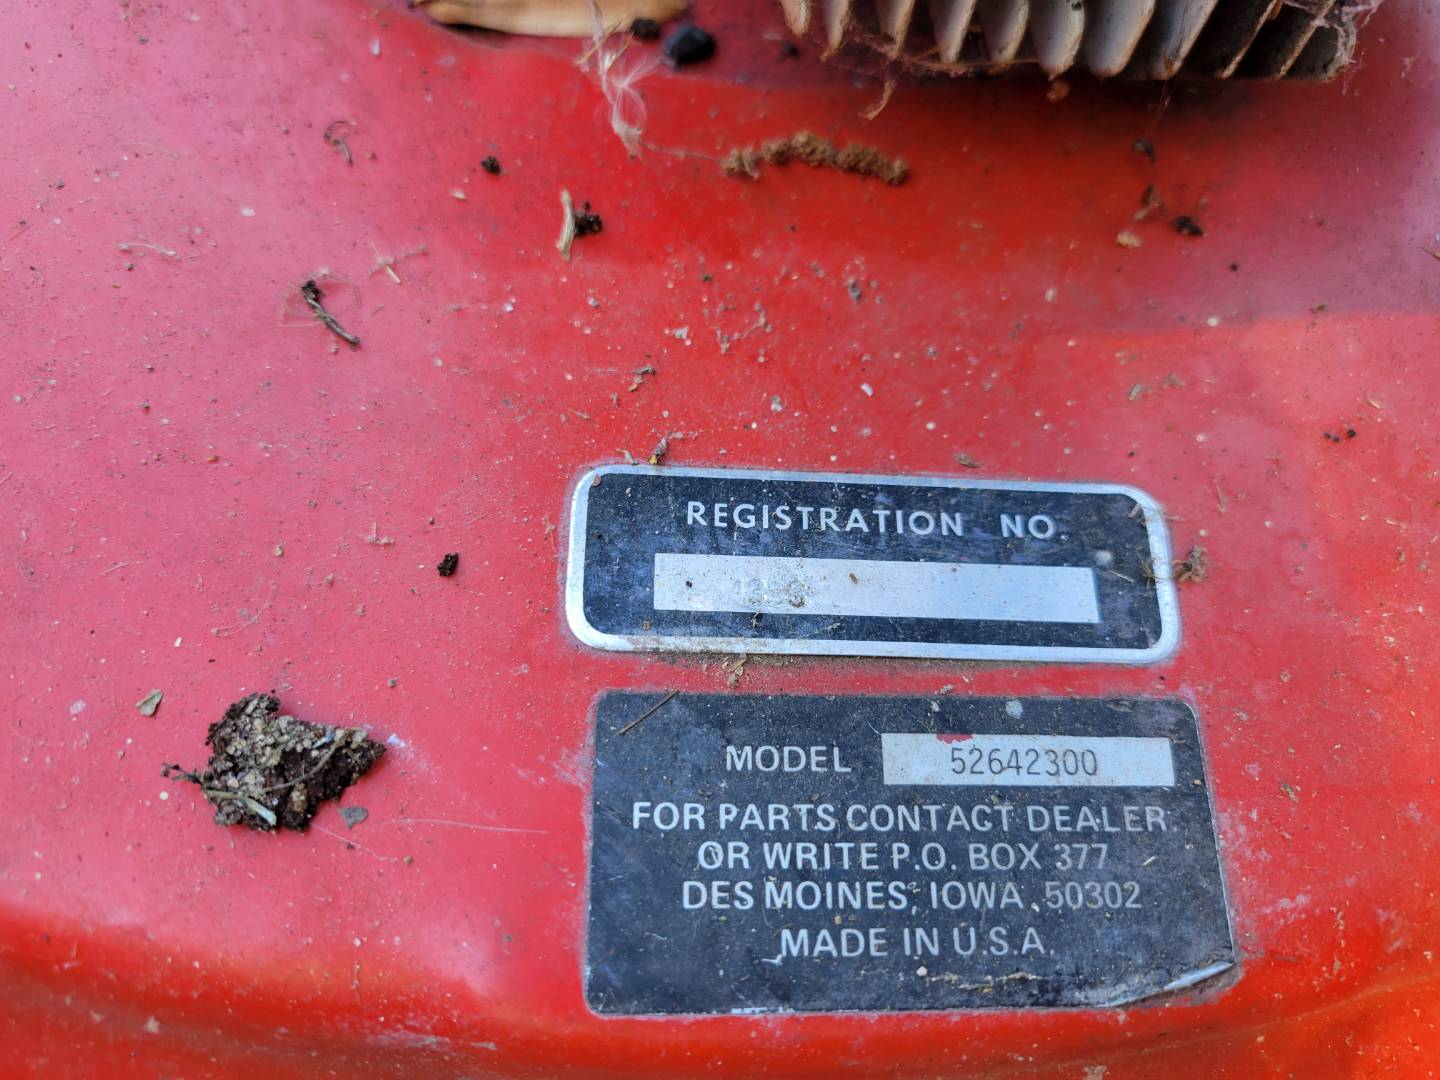 REGISTRATION NO.
MODEL 52642300
FOR PARTS CONTACT DEALER
OR WRITE P.O. BOX 377
DES MOINES, IOWA 50302
MADE IN U.S.A.